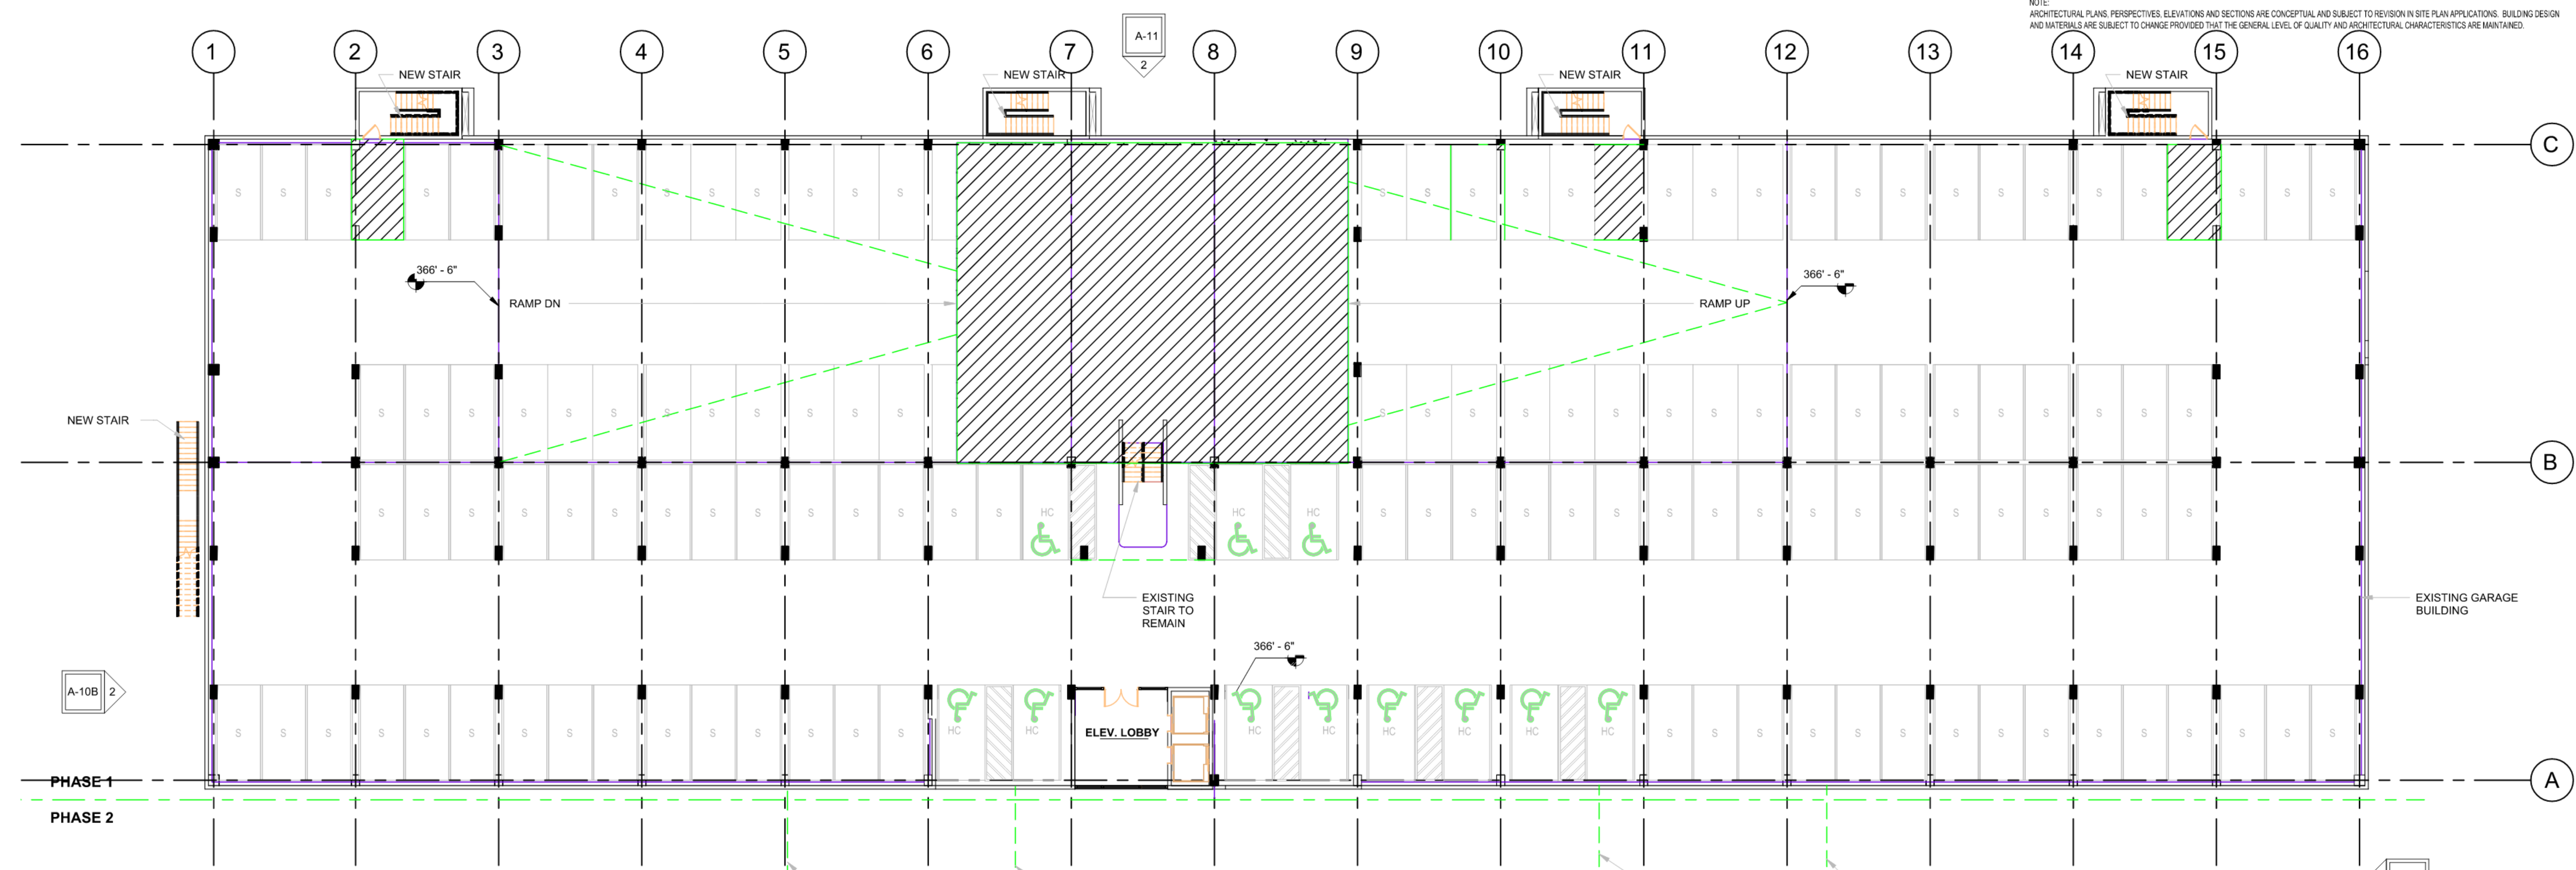 NOTE:
ARCHITECTURAL PLANS, PERSPECTIVES, ELEVATIONS AND SECTIONS ARE CONCEPTUAL AND SUBJECT TO REVISION IN SITE PLAN APPLICATIONS. BUILDING DESIGN
AND MATERIALS ARE SUBJECT TO CHANGE PROVIDED THAT THE GENERAL LEVEL OF QUALITY AND ARCHITECTURAL CHARACTERISTICS ARE MAINTAINED.
A-11
2
1 2 3 4 5 6 7 8 9 10 11 12 13 14 15 16
NEW STAIR NEW STAIR NEW STAIR NEW STAIR
C
S S S S S S S S S S S S S S S S S S S S S S S S S S S S S S
366' - 6" 366' - 6"
RAMP DN RAMP UP
S S S S S S S S S S S S S S S S S S S S S S S S S S S S S S
NEW STAIR
B
S S S S S S S S S S S S S S HC HC HC S S S S S S S S S S S S S S S S S S
EXISTING
STAIR TO
REMAIN
EXISTING GARAGE
BUILDING
366' - 6"
A-10B 2
S S S S S S S S S S S S S S S HC HC ELEV. LOBBY HC HC HC HC HC HC S S S S S S S S S S S S S S S
PHASE 1
A
PHASE 2